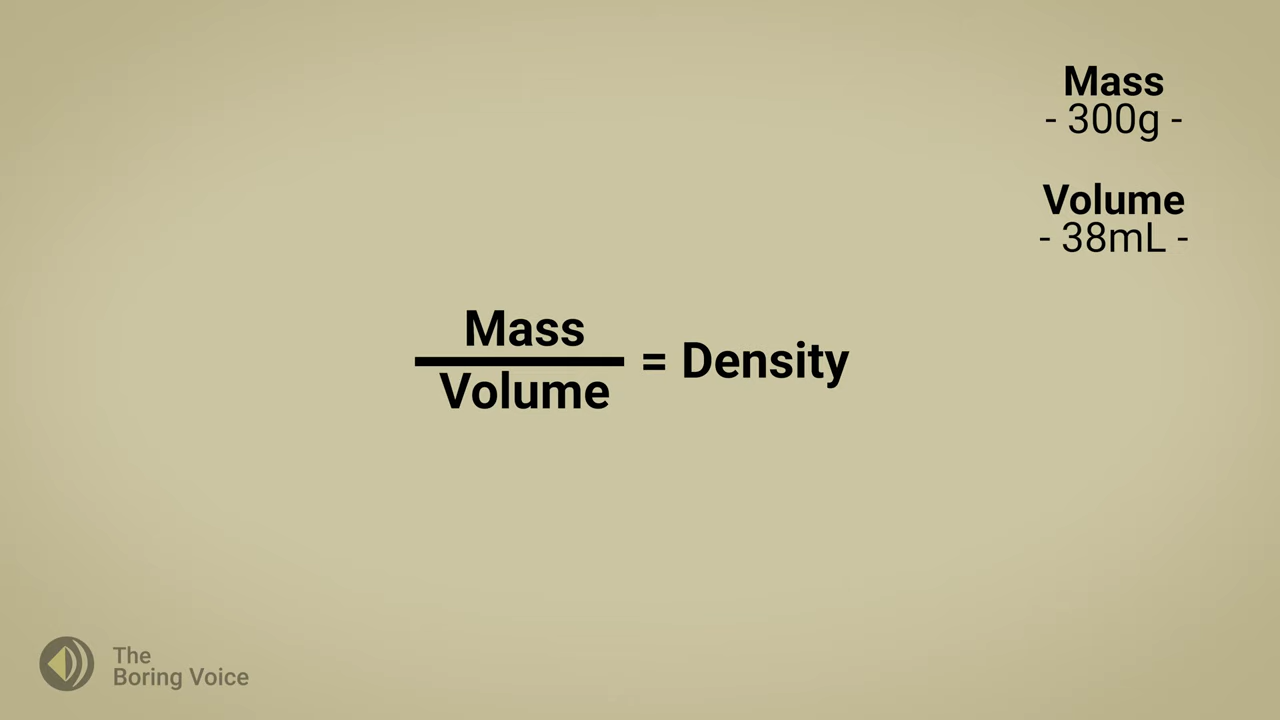 Mass
- 300g -
Volume
- 38mL -
Mass
Volume
= Density
The
Boring Voice